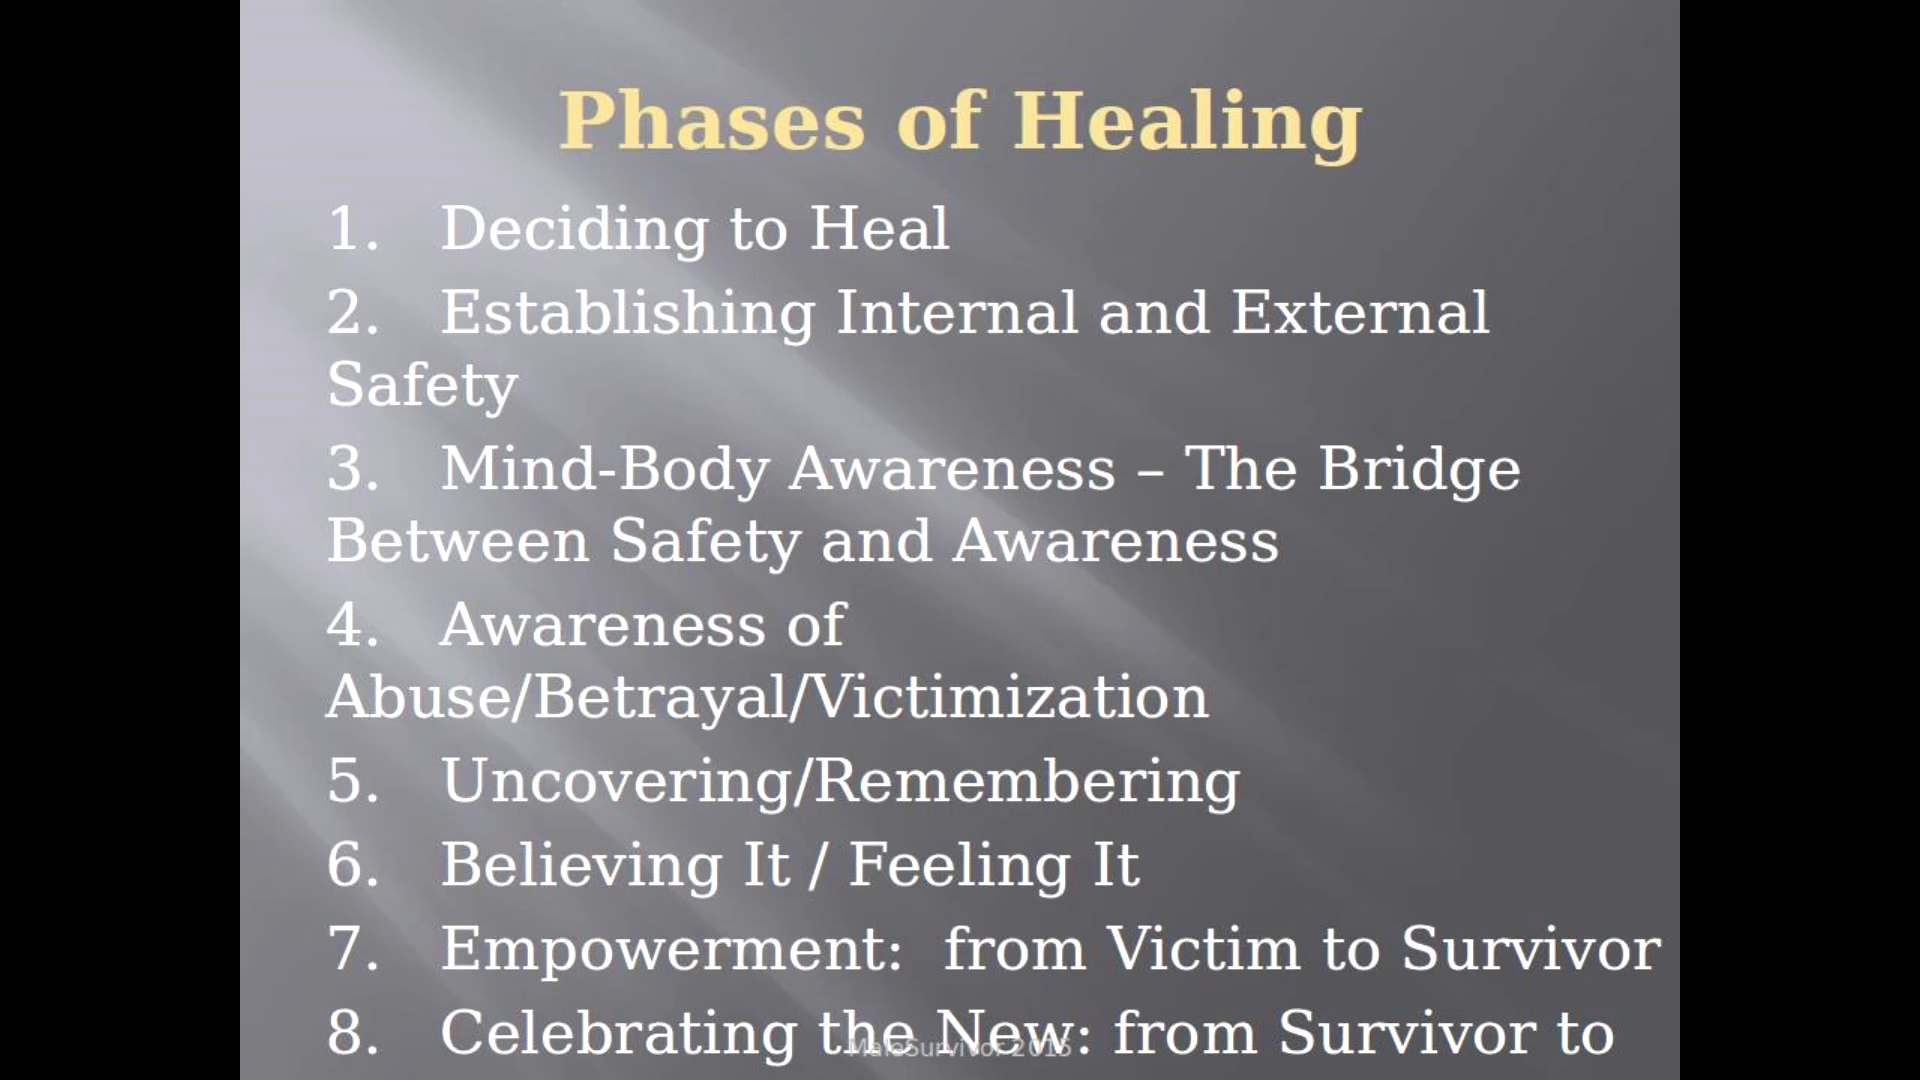 Phases of Healing
1. Deciding to Heal
2. Establishing Internal and External
Safety
3. Mind-Body Awareness – The Bridge
Between Safety and Awareness
4. Awareness of
Abuse/Betrayal/Victimization
5. Uncovering/Remembering
6. Believing It / Feeling It
7. Empowerment:  from Victim to Survivor
8. Celebrating the New: from Survivor to
MaleSurvivor 2015